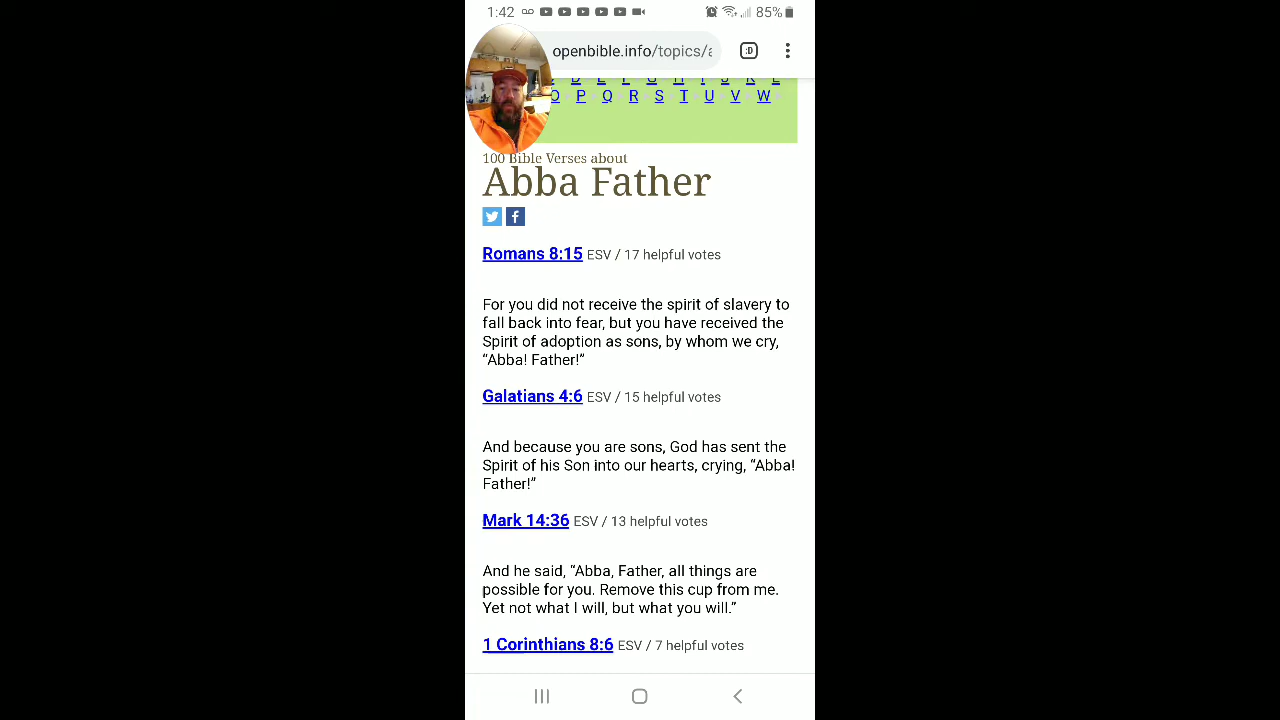 1:42 85%
openbible.info/topics/a
O P Q R S T U V W
100 Bible Verses about
Abba Father
Romans 8:15 ESV / 17 helpful votes
For you did not receive the spirit of slavery to
fall back into fear, but you have received the
Spirit of adoption as sons, by whom we cry,
“Abba! Father!”
Galatians 4:6 ESV / 15 helpful votes
And because you are sons, God has sent the
Spirit of his Son into our hearts, crying, “Abba!
Father!”
Mark 14:36 ESV / 13 helpful votes
And he said, “Abba, Father, all things are
possible for you. Remove this cup from me.
Yet not what I will, but what you will.”
1 Corinthians 8:6 ESV / 7 helpful votes